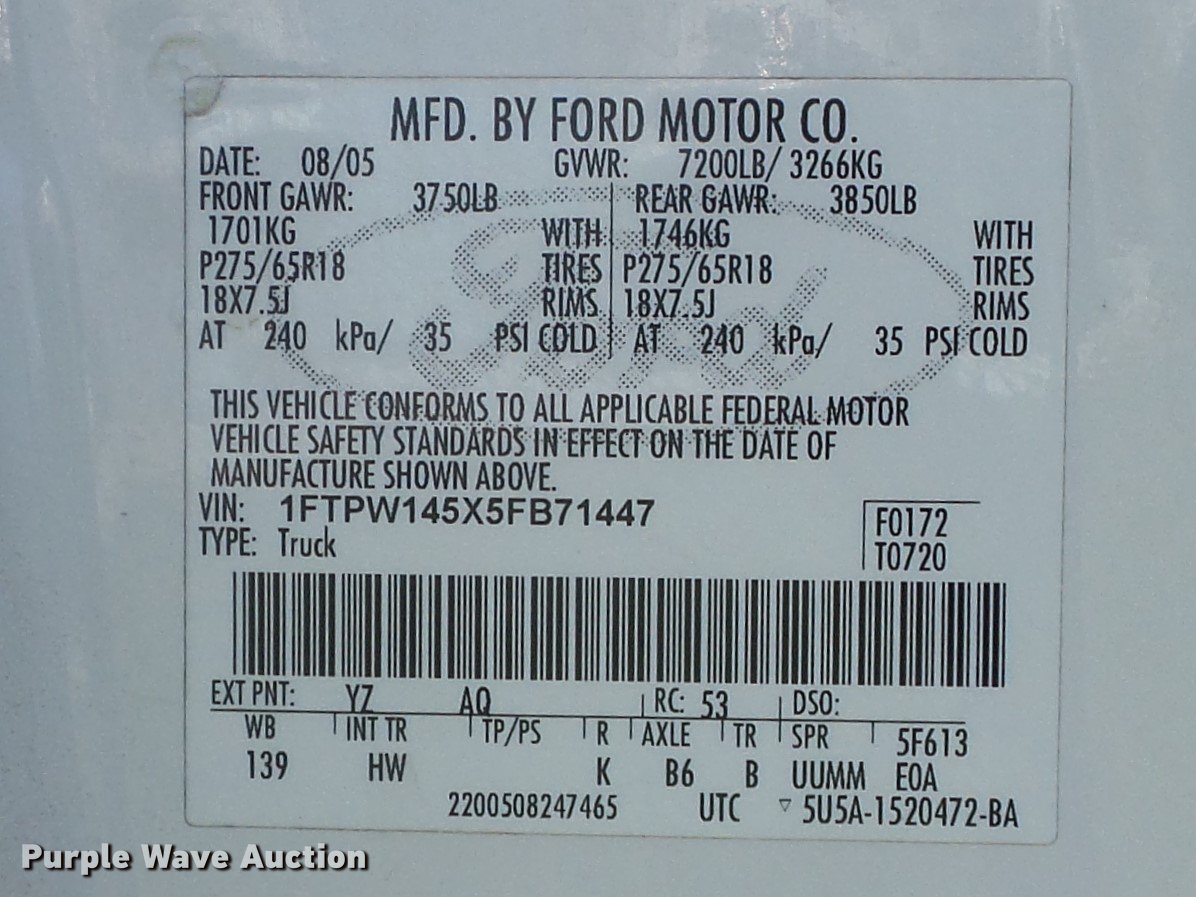 MFD. BY FORD MOTOR CO.
DATE: 08/05 GVWR: 7200LB/ 3266KG
FRONT GAWR: 3750LB REAR GAWR: 3850LB
1701KG WITH 1746KG WITH
P275/65R18 TIRES P275/65R18 TIRES
18X7.5J RIMS 18X7.5J RIMS
AT 240 kPa/ 35 PSI COLD AT 240 kPa/ 35 PSI COLD
Ford
THIS VEHICLE CONFORMS TO ALL APPLICABLE FEDERAL MOTOR
VEHICLE SAFETY STANDARDS IN EFFECT ON THE DATE OF
MANUFACTURE SHOWN ABOVE.
VIN: 1FTPW145X5FB71447
F0172
TYPE: Truck
T0720
EXT PNT: YZ AQ RC: 53 DSO:
WB INT TR TP/PS R AXLE TR SPR 5F613
139 HW K B6 B UUMM E0A
2200508247465 UTC ▽ 5U5A-1520472-BA
Purple Wave Auction